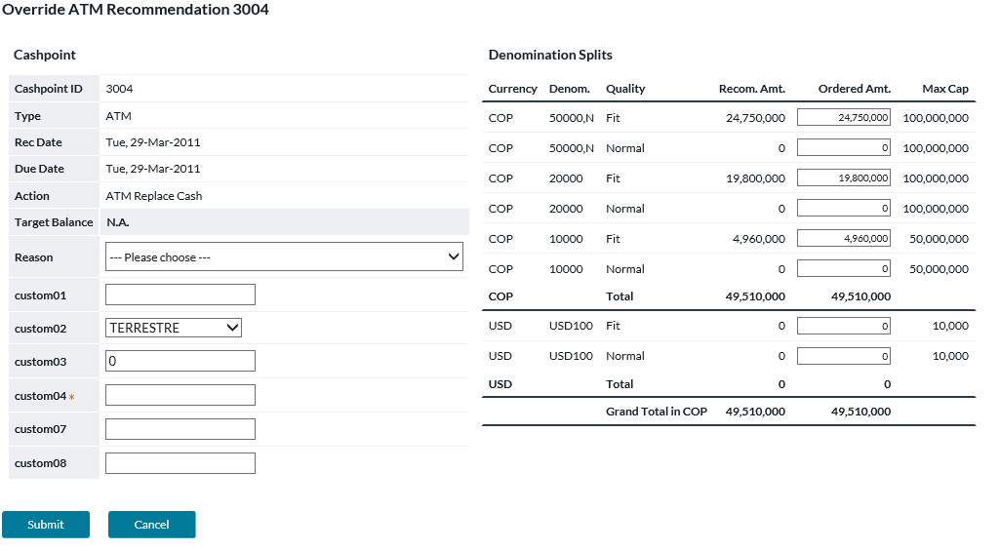 Override ATM Recommendation 3004
Cashpoint
Cashpoint ID 3004
Type ATM
Rec Date Tue, 29-Mar-2011
Due Date Tue, 29-Mar-2011
Action ATM Replace Cash
Target Balance N.A.
Reason --- Please choose ---
custom01
custom02 TERRESTRE
custom03 0
custom04 *
custom07
custom08
Submit Cancel
Denomination Splits
Currency Denom. Quality Recom. Amt. Ordered Amt. Max Cap
COP 50000,N Fit 24,750,000 24,750,000 100,000,000
COP 50000,N Normal 0 0 100,000,000
COP 20000 Fit 19,800,000 19,800,000 100,000,000
COP 20000 Normal 0 0 100,000,000
COP 10000 Fit 4,960,000 4,960,000 50,000,000
COP 10000 Normal 0 0 50,000,000
COP Total 49,510,000 49,510,000
USD USD100 Fit 0 0 10,000
USD USD100 Normal 0 0 10,000
USD Total 0 0
Grand Total in COP 49,510,000 49,510,000